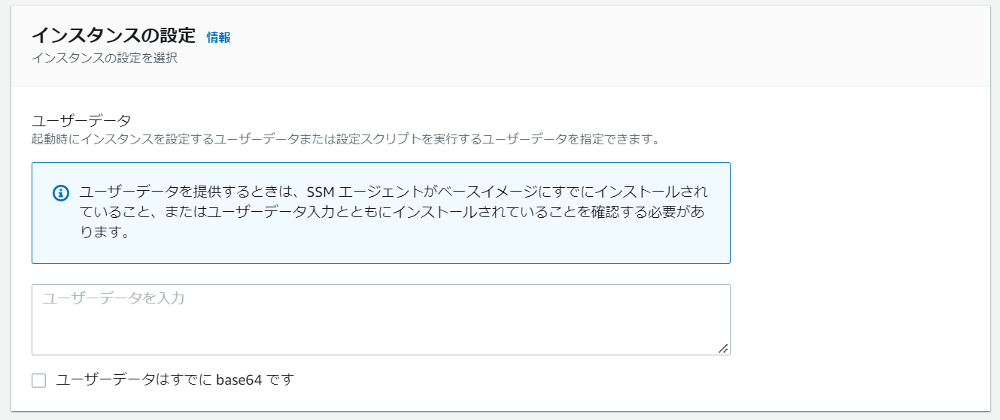 インスタンスの設定 情報
インスタンスの設定を選択
ユーザーデータ
起動時にインスタンスを設定するユーザーデータまたは設定スクリプトを実行するユーザーデータを指定できます。
ユーザーデータを提供するときは、SSM エージェントがベースイメージにすでにインストールされ
ていること、またはユーザーデータ入力とともにインストールされていることを確認する必要があ
ります。
ユーザーデータを入力
ユーザーデータはすでに base64 です